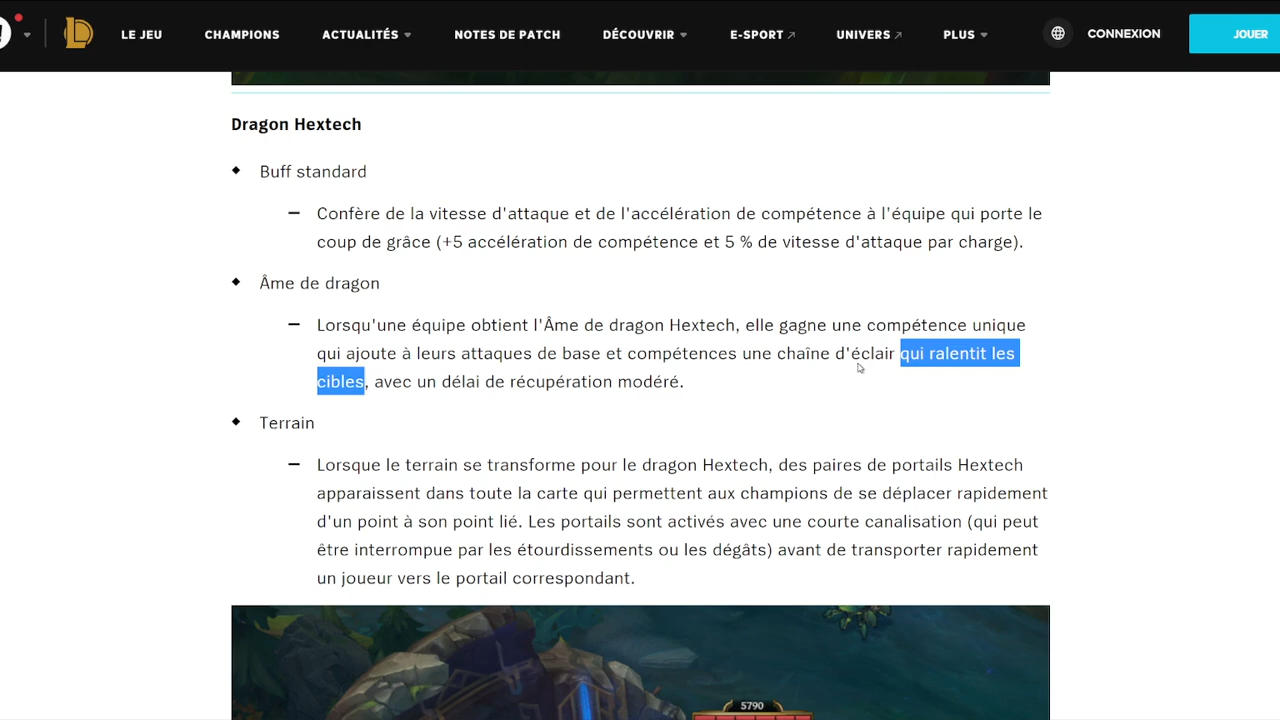 LE JEU CHAMPIONS ACTUALITÉS NOTES DE PATCH DÉCOUVRIR E-SPORT UNIVERS PLUS CONNEXION JOUER
Dragon Hextech
Buff standard
Confère de la vitesse d'attaque et de l'accélération de compétence à l'équipe qui porte le
coup de grâce (+5 accélération de compétence et 5 % de vitesse d'attaque par charge).
Âme de dragon
Lorsqu'une équipe obtient l'Âme de dragon Hextech, elle gagne une compétence unique
qui ajoute à leurs attaques de base et compétences une chaîne d'éclair qui ralentit les
cibles, avec un délai de récupération modéré.
Terrain
Lorsque le terrain se transforme pour le dragon Hextech, des paires de portails Hextech
apparaissent dans toute la carte qui permettent aux champions de se déplacer rapidement
d'un point à son point lié. Les portails sont activés avec une courte canalisation (qui peut
être interrompue par les étourdissements ou les dégâts) avant de transporter rapidement
un joueur vers le portail correspondant.
5790